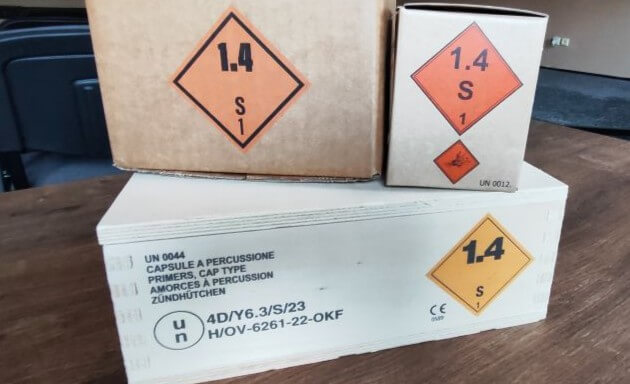 1.4
S
1
1.4
S
1
UN 0012.
UN 0044
CAPSULE A PERCUSSIONE
PRIMERS, CAP TYPE
AMORCES À PERCUSSION
ZÜNDHÜTCHEN
un
4D/Y6.3/S/23
H/OV-6261-22-OKF
1.4
S
1
CE